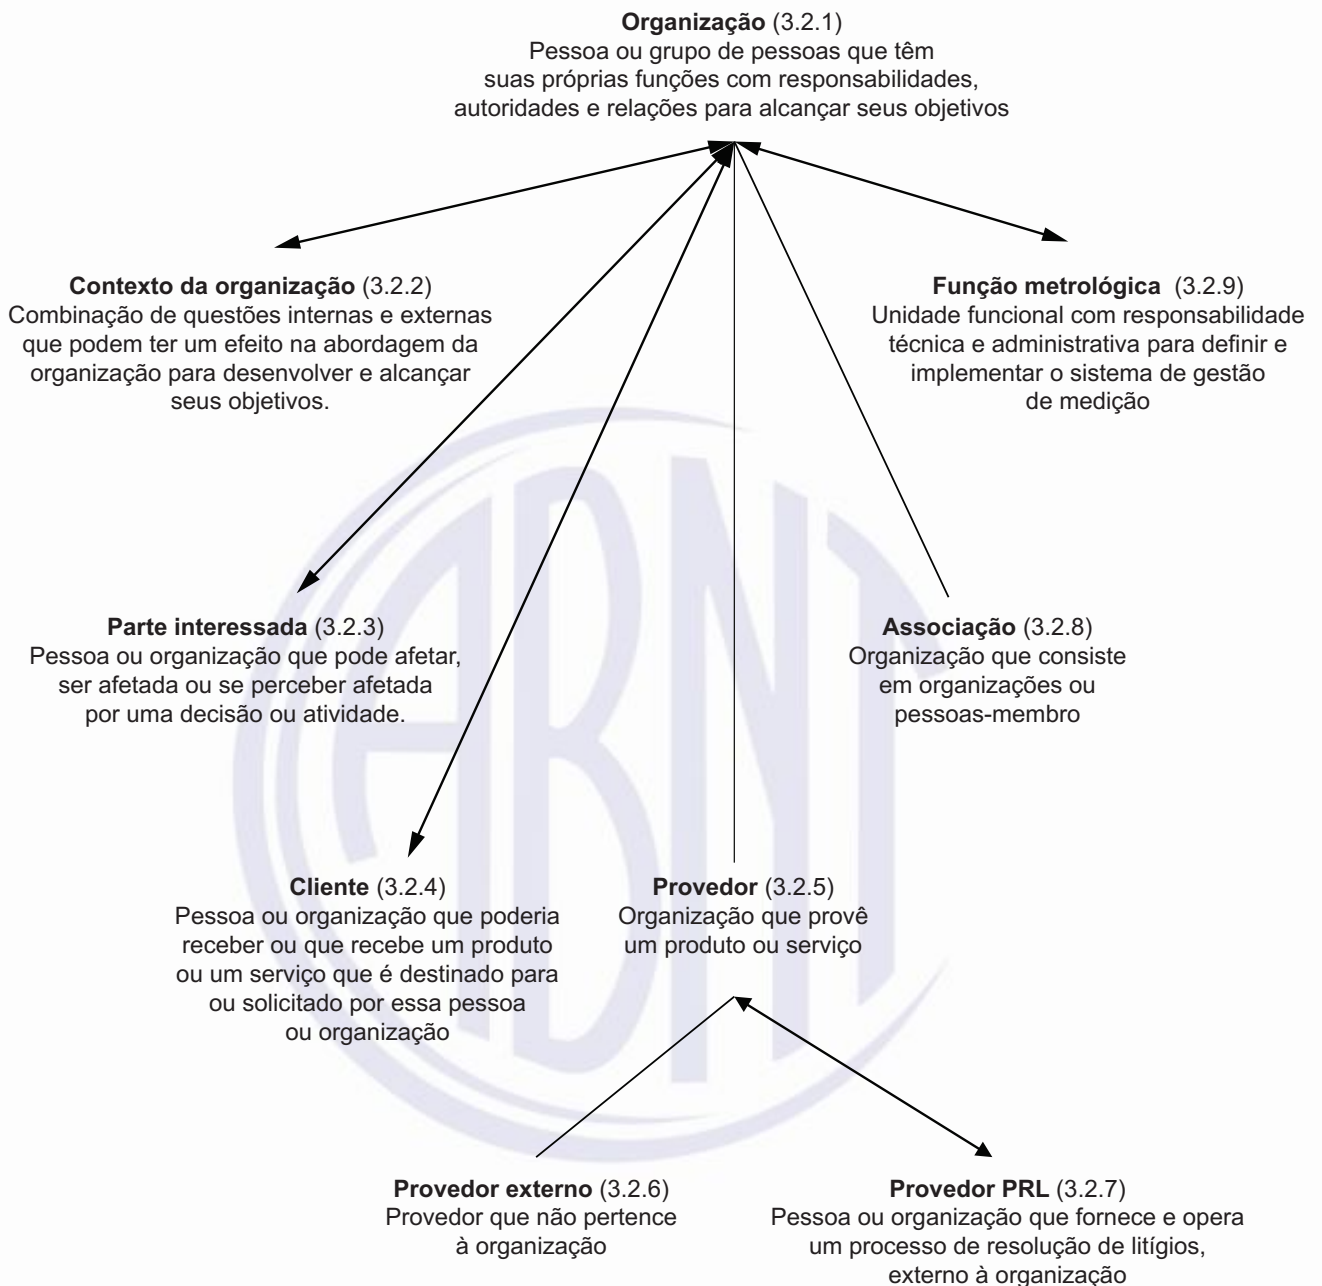 Organização (3.2.1)
Pessoa ou grupo de pessoas que têm
suas próprias funções com responsabilidades,
autoridades e relações para alcançar seus objetivos
Contexto da organização (3.2.2)
Combinação de questões internas e externas
que podem ter um efeito na abordagem da
organização para desenvolver e alcançar
seus objetivos.
Função metrológica (3.2.9)
Unidade funcional com responsabilidade
técnica e administrativa para definir e
implementar o sistema de gestão
de medição
Parte interessada (3.2.3)
Pessoa ou organização que pode afetar,
ser afetada ou se perceber afetada
por uma decisão ou atividade.
Associação (3.2.8)
Organização que consiste
em organizações ou
pessoas-membro
ABNT
Cliente (3.2.4)
Pessoa ou organização que poderia
receber ou que recebe um produto
ou um serviço que é destinado para
ou solicitado por essa pessoa
ou organização
Provedor (3.2.5)
Organização que provê
um produto ou serviço
Provedor externo (3.2.6)
Provedor que não pertence
à organização
Provedor PRL (3.2.7)
Pessoa ou organização que fornece e opera
um processo de resolução de litígios,
externo à organização